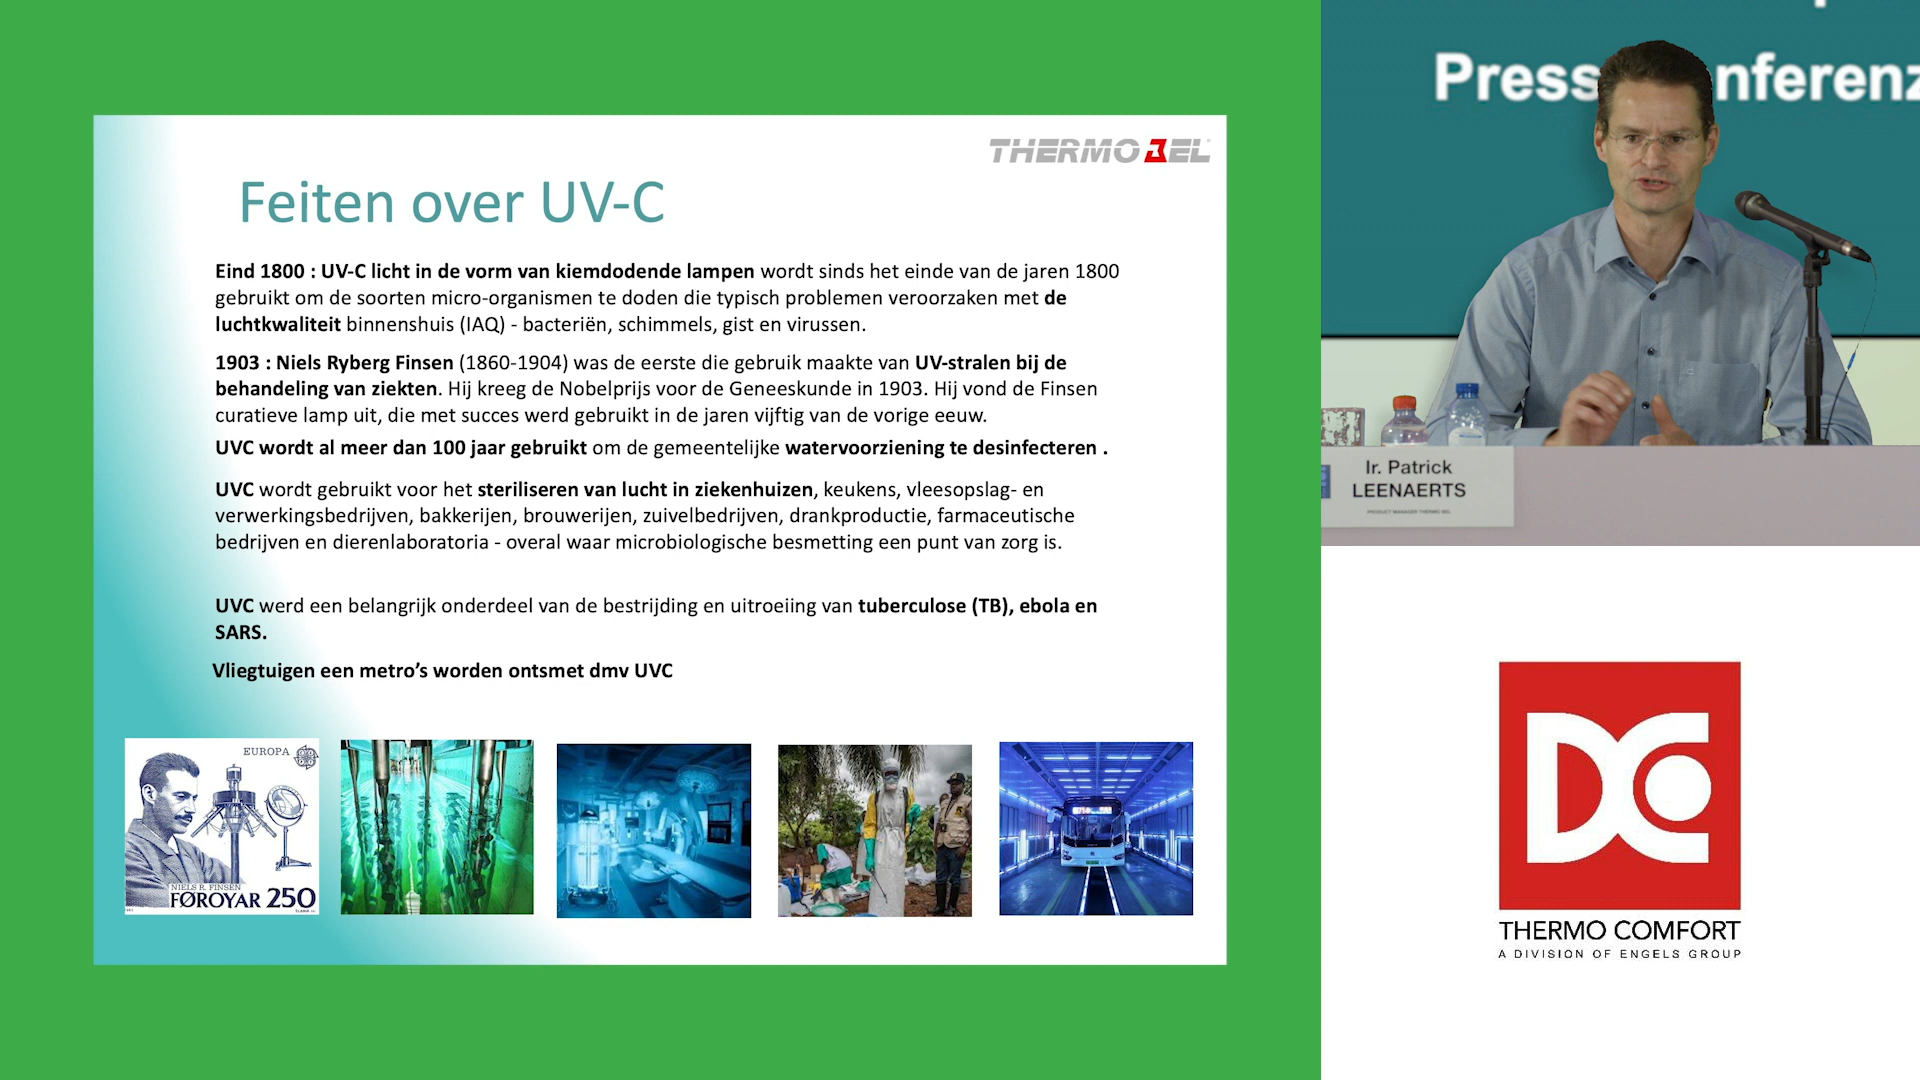 THERMO BEL
Feiten over UV-C
Eind 1800 : UV-C licht in de vorm van kiemdodende lampen wordt sinds het einde van de jaren 1800
gebruikt om de soorten micro-organismen te doden die typisch problemen veroorzaken met de
luchtkwaliteit binnenshuis (IAQ) - bacteriën, schimmels, gist en virussen.
1903 : Niels Ryberg Finsen (1860-1904) was de eerste die gebruik maakte van UV-stralen bij de
behandeling van ziekten. Hij kreeg de Nobelprijs voor de Geneeskunde in 1903. Hij vond de Finsen
curatieve lamp uit, die met succes werd gebruikt in de jaren vijftig van de vorige eeuw.
UVC wordt al meer dan 100 jaar gebruikt om de gemeentelijke watervoorziening te desinfecteren .
UVC wordt gebruikt voor het steriliseren van lucht in ziekenhuizen, keukens, vleesopslag- en
verwerkingsbedrijven, bakkerijen, brouwerijen, zuivelbedrijven, drankproductie, farmaceutische
bedrijven en dierenlaboratoria - overal waar microbiologische besmetting een punt van zorg is.
UVC werd een belangrijk onderdeel van de bestrijding en uitroeiing van tuberculose (TB), ebola en
SARS.
Vliegtuigen een metro's worden ontsmet dmv UVC
EUROPA
NIELS R. FINSEN
FØROYAR 250
Press nferenz
Ir. Patrick
LEENAERTS
PRODUCT MANAGER THERMO BEL
DC
THERMO COMFORT
A DIVISION OF ENGELS GROUP